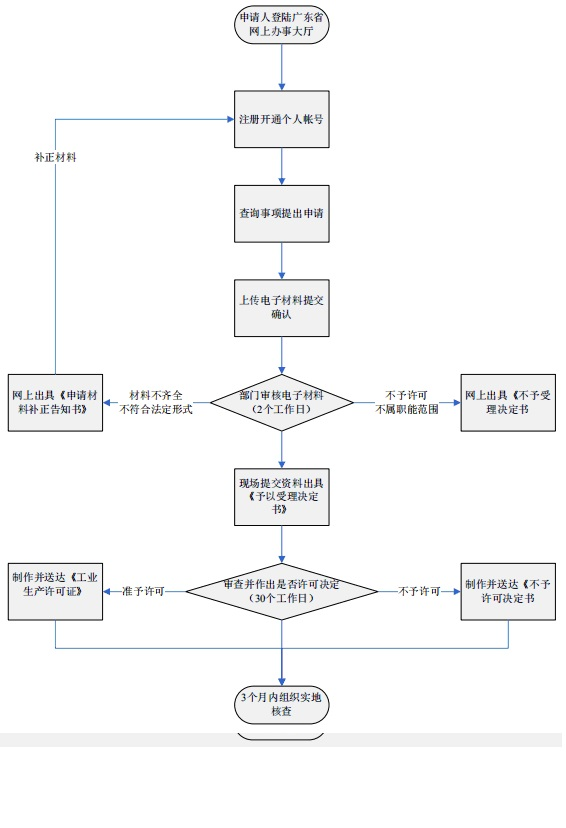 申请人登陆广东省
网上办事大厅
注册开通个人帐号
补正材料
查询事项提出申请
上传电子材料提交
确认
网上出具《申请材
料补正告知书》
材料不齐全
不符合法定形式
部门审核电子材料
（2个工作日）
不予许可
不属职能范围
网上出具《不予受
理决定书
现场提交资料出具
《予以受理决定
书》
制作并送达《工业
生产许可证》
准予许可
审查并作出是否许可决定
（30个工作日）
不予许可
制作并送达《不予
许可决定书
3个月内组织实地
核查